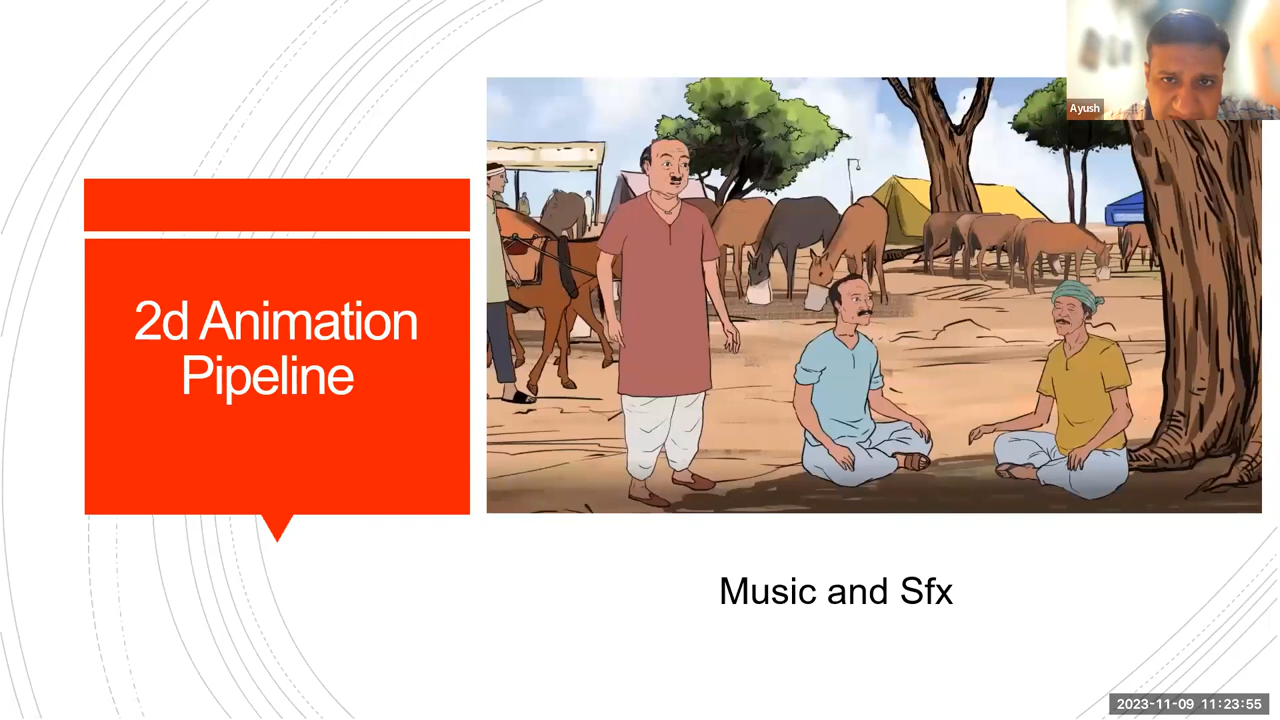 Ayush
2d Animation
Pipeline
Music and Sfx
2023-11-09 11:23:55